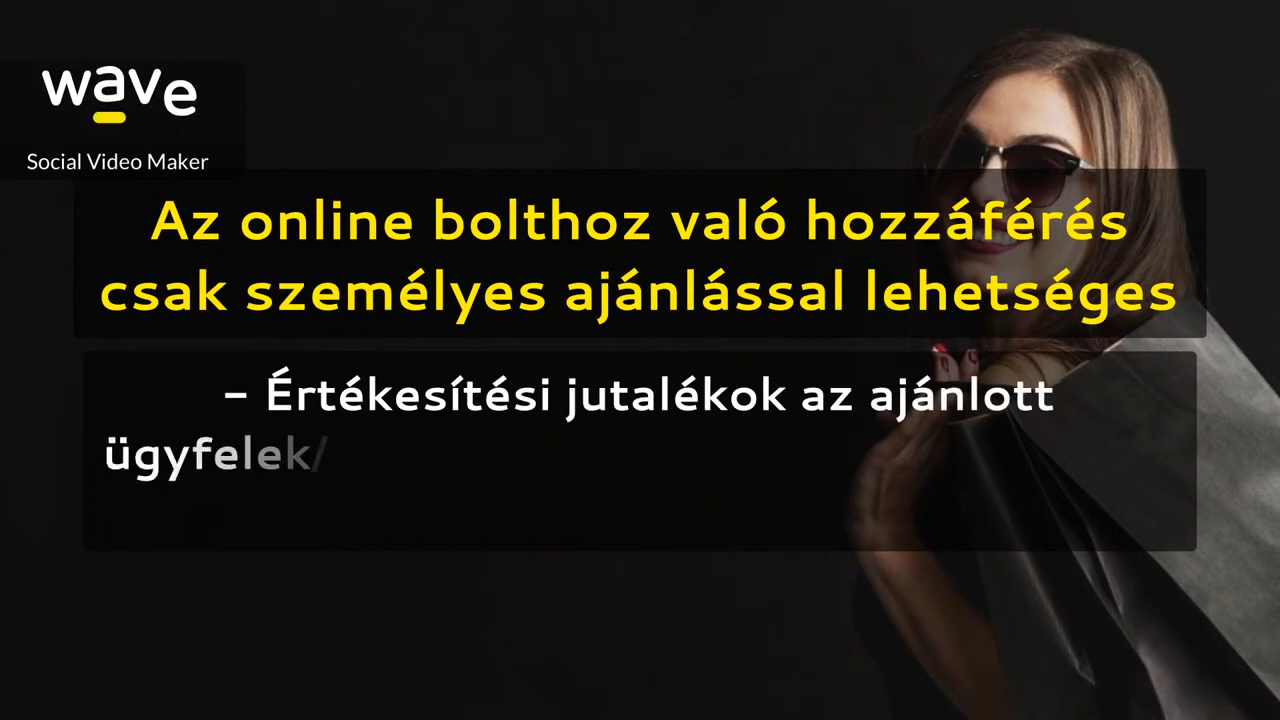 wave
Social Video Maker
Az online bolthoz való hozzáférés
csak személyes ajánlással lehetséges
– Értékesítési jutalékok az ajánlott
ügyfelek/